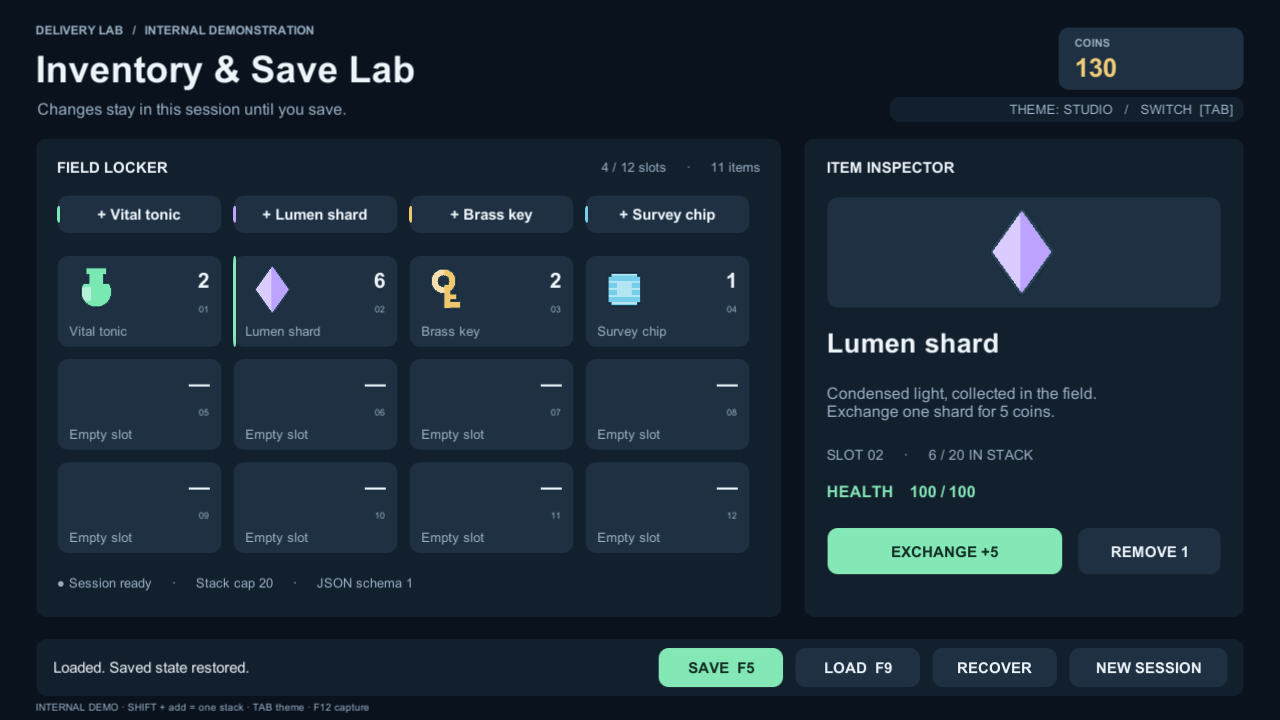 DELIVERY LAB / INTERNAL DEMONSTRATION
Inventory & Save Lab
Changes stay in this session until you save.
COINS
130
THEME: STUDIO / SWITCH [TAB]
FIELD LOCKER
4 / 12 slots · 11 items
+ Vital tonic
+ Lumen shard
+ Brass key
+ Survey chip
2
01
Vital tonic
6
02
Lumen shard
2
03
Brass key
1
04
Survey chip
—
05
Empty slot
—
06
Empty slot
—
07
Empty slot
—
08
Empty slot
—
09
Empty slot
—
10
Empty slot
—
11
Empty slot
—
12
Empty slot
● Session ready · Stack cap 20 · JSON schema 1
ITEM INSPECTOR
Lumen shard
Condensed light, collected in the field.
Exchange one shard for 5 coins.
SLOT 02 · 6 / 20 IN STACK
HEALTH 100 / 100
EXCHANGE +5
REMOVE 1
Loaded. Saved state restored.
SAVE F5
LOAD F9
RECOVER
NEW SESSION
INTERNAL DEMO · SHIFT + add = one stack · TAB theme · F12 capture